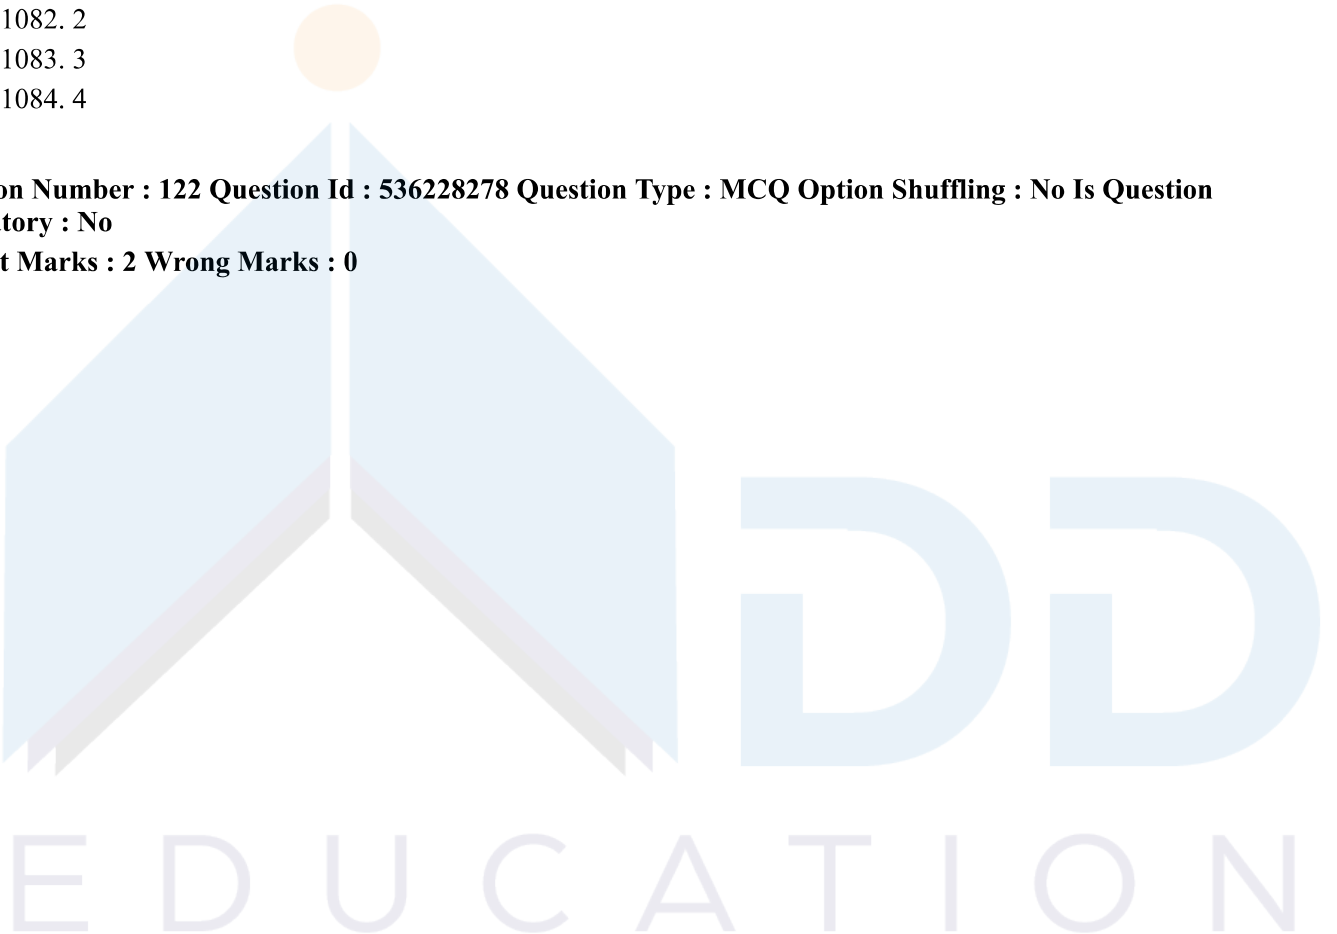 1082. 2
1083. 3
1084. 4
on Number : 122 Question Id : 536228278 Question Type : MCQ Option Shuffling : No Is Question
tory : No
t Marks : 2 Wrong Marks : 0
DD
EDUCATION